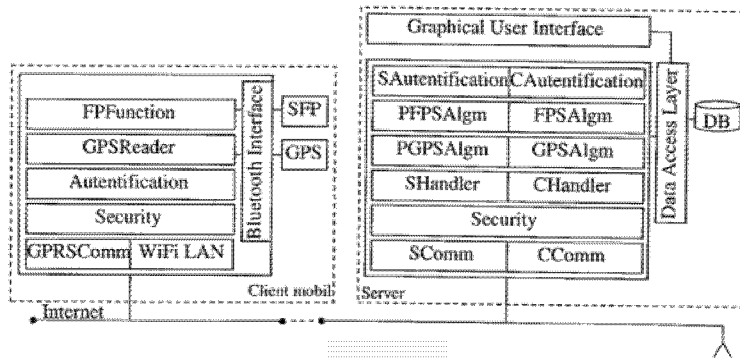 Graphical User Interface
SAutentification CAutentification
PFPSAlgm FPSAlgm
PGPSAlgm GPSAlgm
SHandler CHandler
Security
SComm CComm
Data Access Layer
DB
Server
FPFunction
GPSReader
Autentification
Security
GPRSComm WiFi LAN
Bluetooth Interface
SFP
GPS
Client mobil
Internet